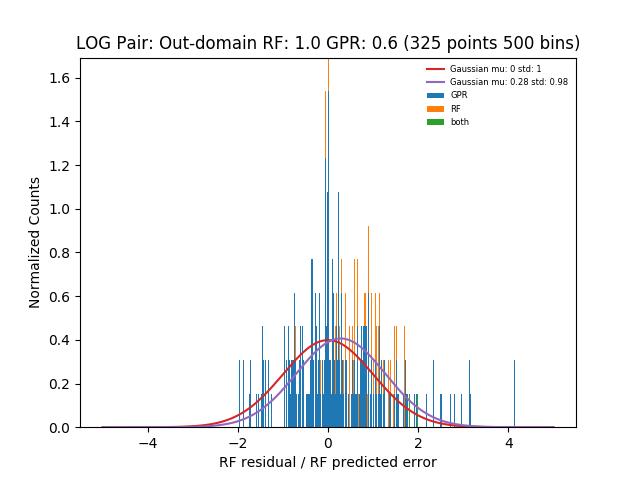 LOG Pair: Out-domain RF: 1.0 GPR: 0.6 (325 points 500 bins)
Gaussian mu: 0 std: 1
Gaussian mu: 0.28 std: 0.98
GPR
RF
both
Normalized Counts
1.6
1.4
1.2
1.0
0.8
0.6
0.4
0.2
0.0
−4 −2 0 2 4
RF residual / RF predicted error